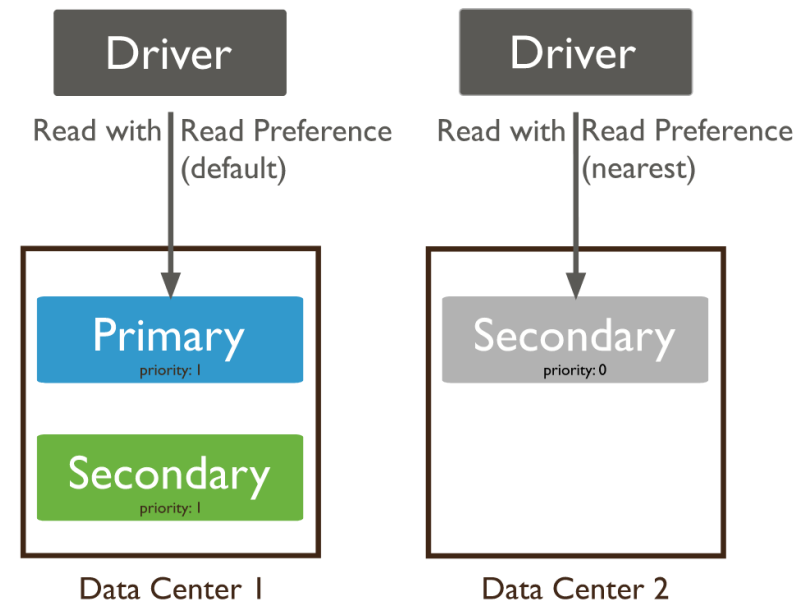 Driver
Read with Read Preference
(default)
Primary
priority: 1
Secondary
priority: 1
Data Center 1
Driver
Read with Read Preference
(nearest)
Secondary
priority: 0
Data Center 2